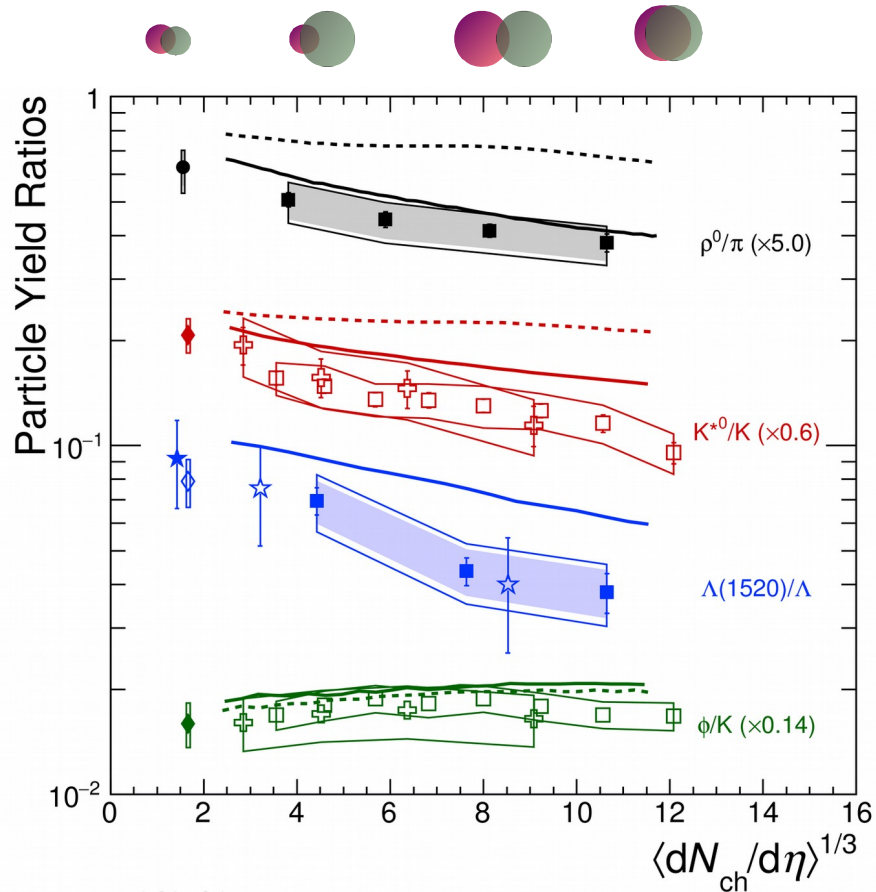 Particle Yield Ratios
1
10⁻¹
10⁻²
ρ⁰/π (×5.0)
K*⁰/K (×0.6)
Λ(1520)/Λ
ϕ/K (×0.14)
0 2 4 6 8 10 12 14 16
⟨dN_ch/dη⟩^1/3